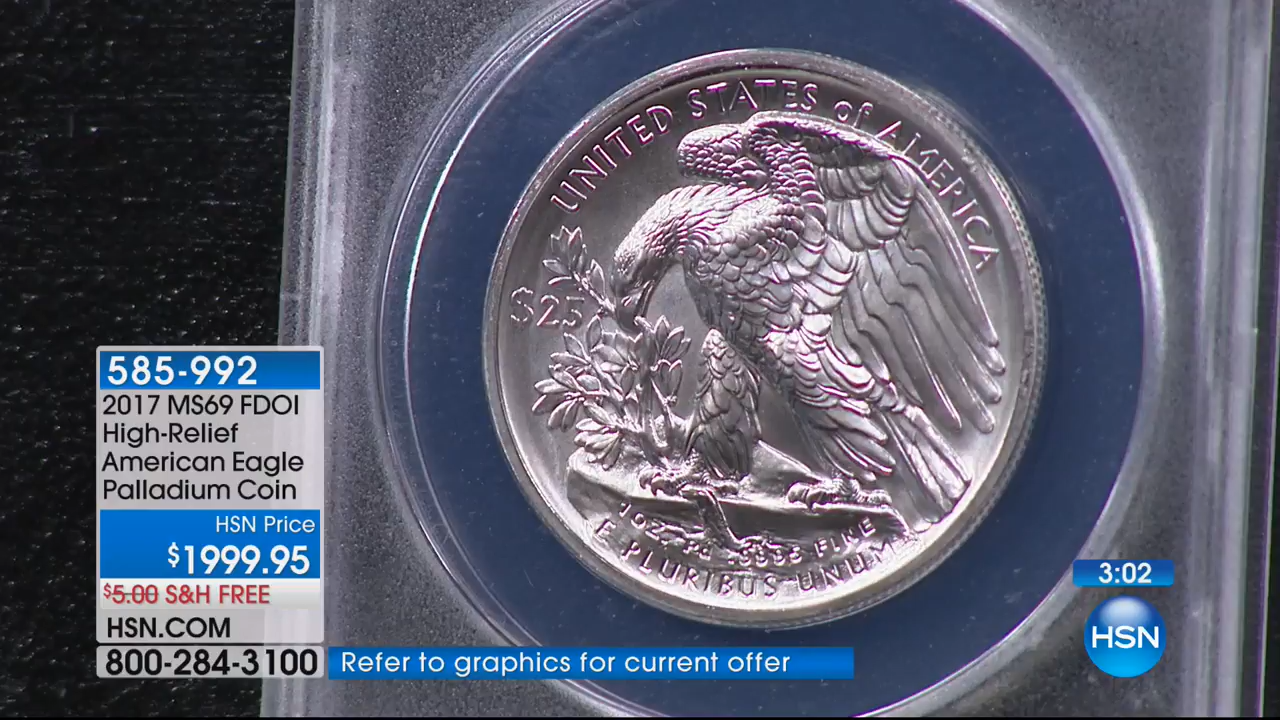 UNITED STATES of AMERICA
$25
1 OZ. Pd .9995 FINE
E PLURIBUS UNUM
585-992
2017 MS69 FDOI
High-Relief
American Eagle
Palladium Coin
HSN Price
$1999.95
$5.00 S&H FREE
HSN.COM
800-284-3100
Refer to graphics for current offer
3:02
HSN